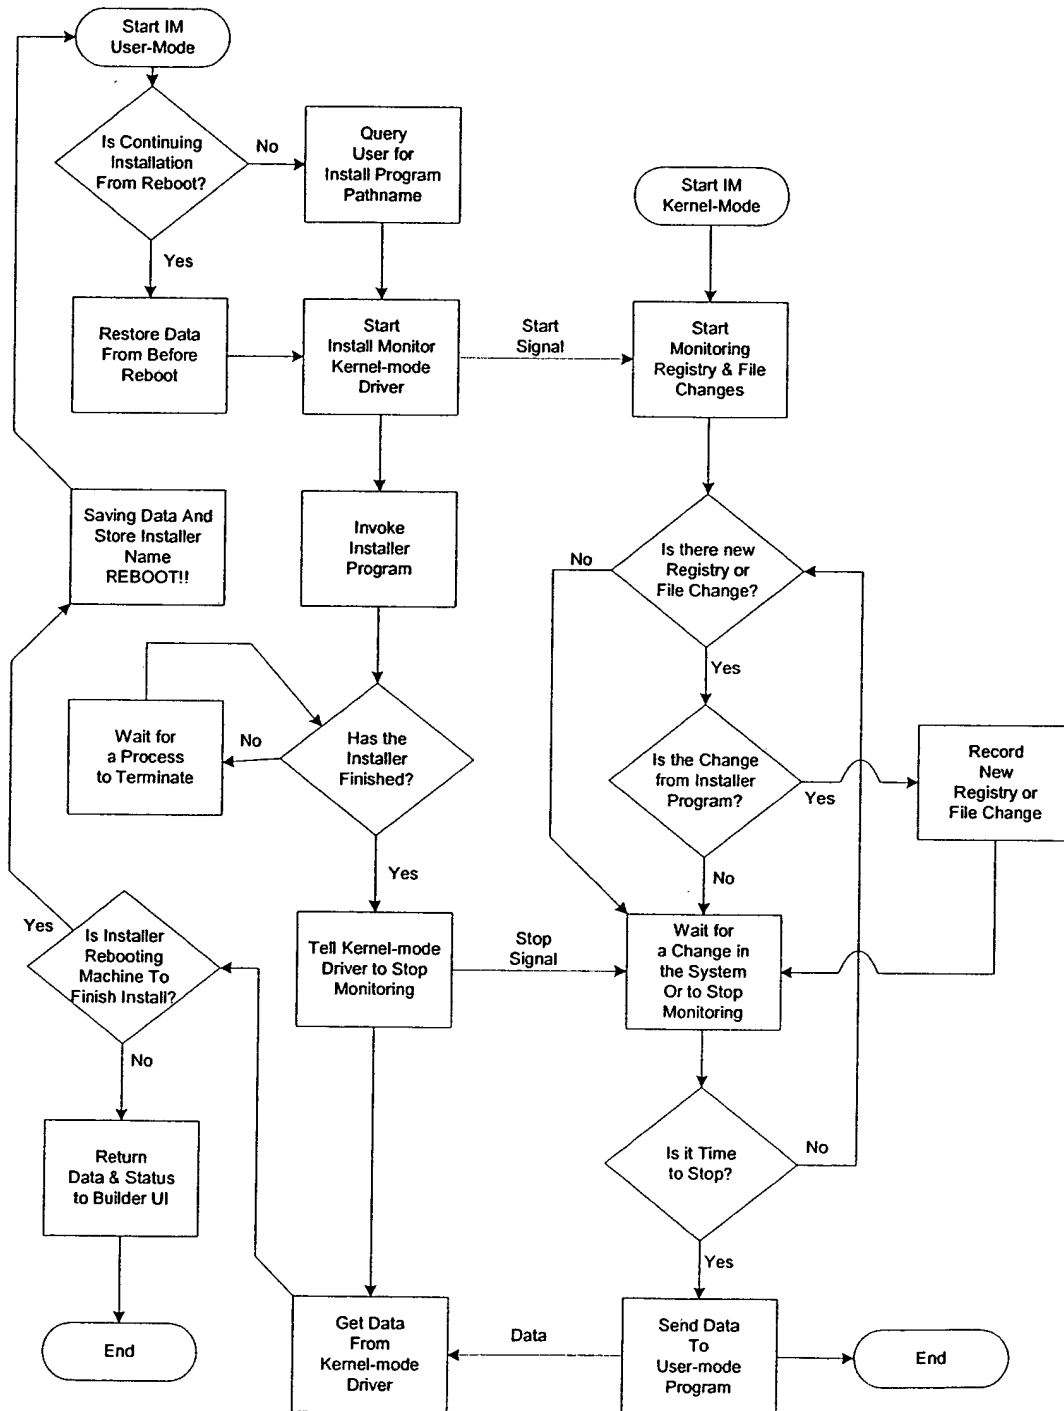 Start IM
User-Mode
Is Continuing
Installation
From Reboot?
No
Query
User for
Install Program
Pathname
Start IM
Kernel-Mode
Yes
Restore Data
From Before
Reboot
Start
Install Monitor
Kernel-mode
Driver
Start
Signal
Start
Monitoring
Registry & File
Changes
Saving Data And
Store Installer
Name
REBOOT!!
Invoke
Installer
Program
No
Is there new
Registry or
File Change?
Yes
Wait for
a Process
to Terminate
No
Has the
Installer
Finished?
Is the Change
from Installer
Program?
Yes
Record
New
Registry or
File Change
Yes
No
Yes
Is Installer
Rebooting
Machine To
Finish Install?
Tell Kernel-mode
Driver to Stop
Monitoring
Stop
Signal
Wait for
a Change in
the System
Or to Stop
Monitoring
No
Return
Data & Status
to Builder UI
Is it Time
to Stop?
No
Yes
End
Get Data
From
Kernel-mode
Driver
Data
Send Data
To
User-mode
Program
End